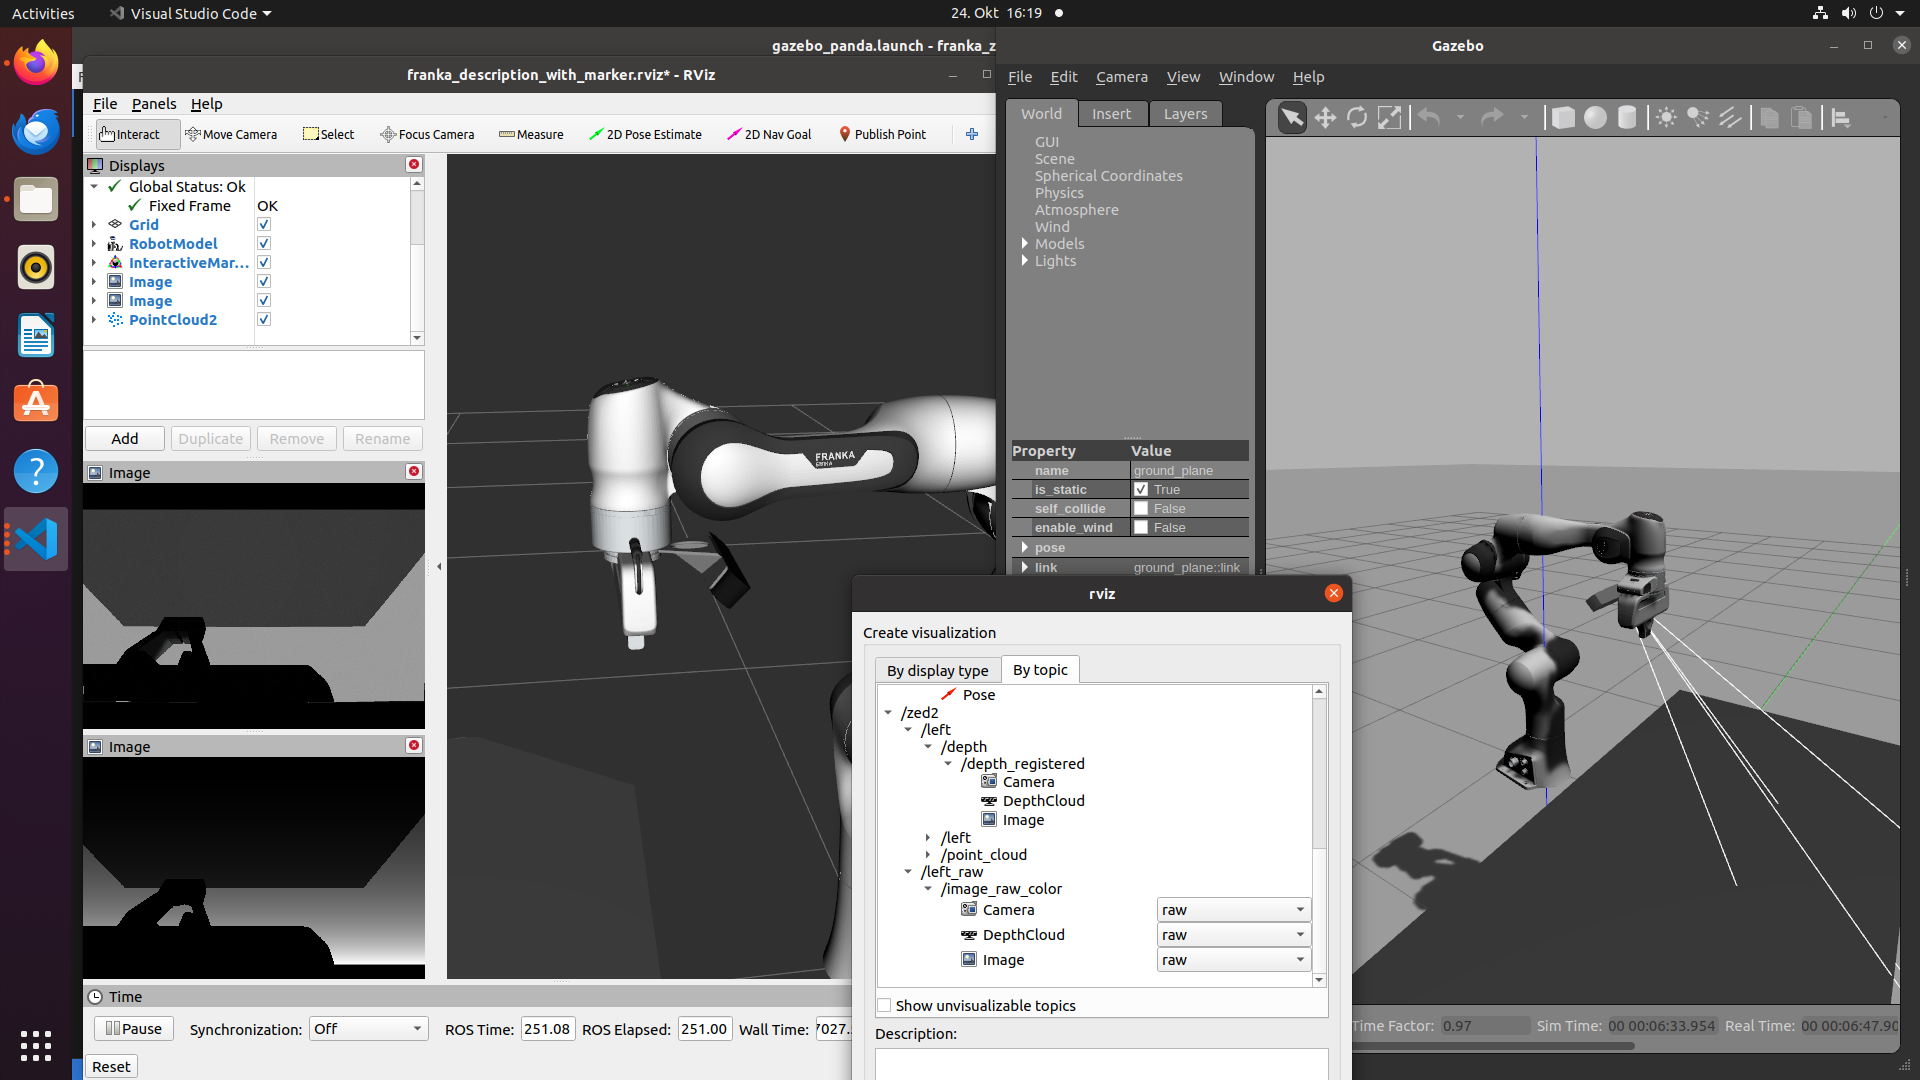 Activities
Visual Studio Code
24. Okt 16:19
gazebo_panda.launch - franka_z
franka_description_with_marker.rviz* - RViz
File Panels Help
Interact
Move Camera
Select
Focus Camera
Measure
2D Pose Estimate
2D Nav Goal
Publish Point
Displays
Global Status: Ok
Fixed Frame OK
Grid
RobotModel
InteractiveMar...
Image
Image
PointCloud2
Add Duplicate Remove Rename
Image
Image
FRANKA
EMIKA
Time
Pause
Synchronization: Off
ROS Time: 251.08
ROS Elapsed: 251.00
Wall Time: 7027.
Reset
Gazebo
File Edit Camera View Window Help
World Insert Layers
GUI
Scene
Spherical Coordinates
Physics
Atmosphere
Wind
Models
Lights
Property Value
name ground_plane
is_static True
self_collide False
enable_wind False
pose
link ground_plane::link
rviz
Create visualization
By display type By topic
Pose
/zed2
/left
/depth
/depth_registered
Camera
DepthCloud
Image
/left
/point_cloud
/left_raw
/image_raw_color
Camera raw
DepthCloud raw
Image raw
Show unvisualizable topics
Description:
Time Factor: 0.97
Sim Time: 00 00:06:33.954
Real Time: 00 00:06:47.90